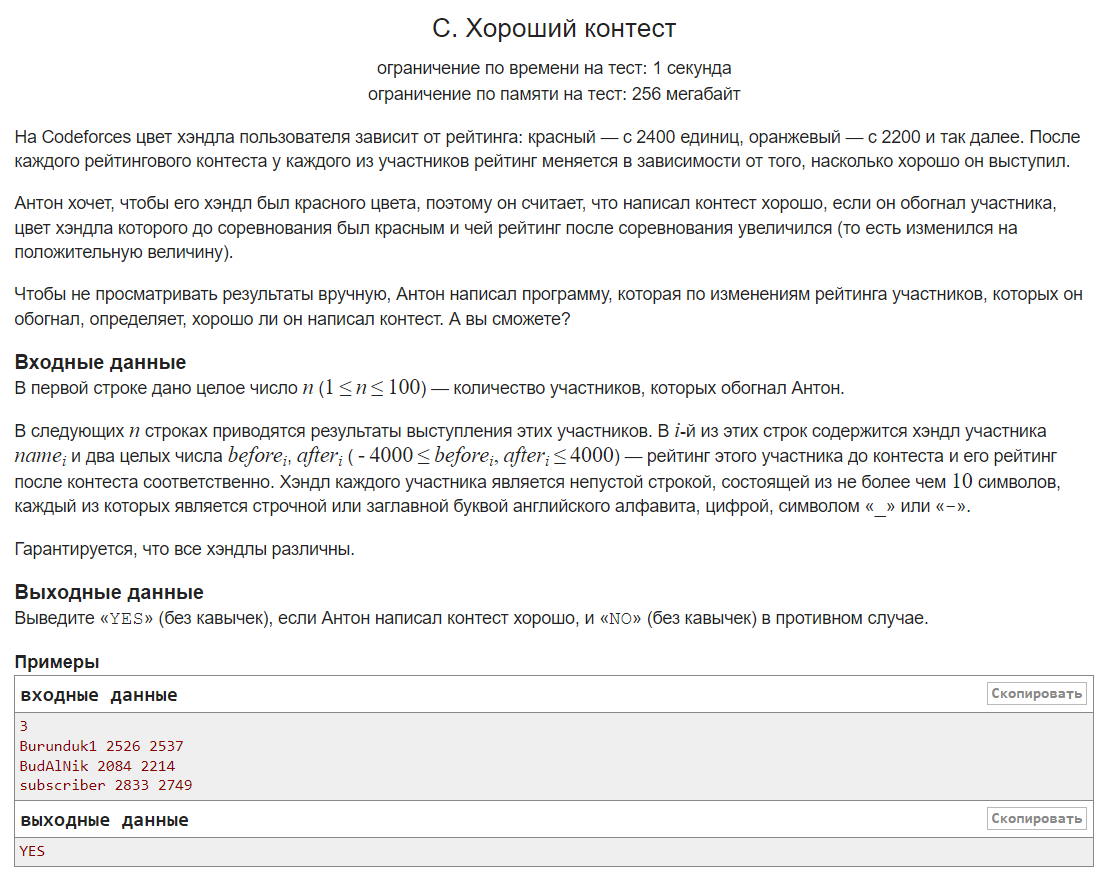 C. Хороший контест
ограничение по времени на тест: 1 секунда
ограничение по памяти на тест: 256 мегабайт
На Codeforces цвет хэндла пользователя зависит от рейтинга: красный — с 2400 единиц, оранжевый — с 2200 и так далее. После
каждого рейтингового контеста у каждого из участников рейтинг меняется в зависимости от того, насколько хорошо он выступил.
Антон хочет, чтобы его хэндл был красного цвета, поэтому он считает, что написал контест хорошо, если он обогнал участника,
цвет хэндла которого до соревнования был красным и чей рейтинг после соревнования увеличился (то есть изменился на
положительную величину).
Чтобы не просматривать результаты вручную, Антон написал программу, которая по изменениям рейтинга участников, которых он
обогнал, определяет, хорошо ли он написал контест. А вы сможете?
Входные данные
В первой строке дано целое число n (1 ≤ n ≤ 100) — количество участников, которых обогнал Антон.
В следующих n строках приводятся результаты выступления этих участников. В i-й из этих строк содержится хэндл участника
name_i и два целых числа before_i, after_i ( - 4000 ≤ before_i, after_i ≤ 4000) — рейтинг этого участника до контеста и его рейтинг
после контеста соответственно. Хэндл каждого участника является непустой строкой, состоящей из не более чем 10 символов,
каждый из которых является строчной или заглавной буквой английского алфавита, цифрой, символом «_» или «-».
Гарантируется, что все хэндлы различны.
Выходные данные
Выведите «YES» (без кавычек), если Антон написал контест хорошо, и «NO» (без кавычек) в противном случае.
Примеры
входные данные Скопировать
3
Burunduk1 2526 2537
BudAlNik 2084 2214
subscriber 2833 2749
выходные данные Скопировать
YES